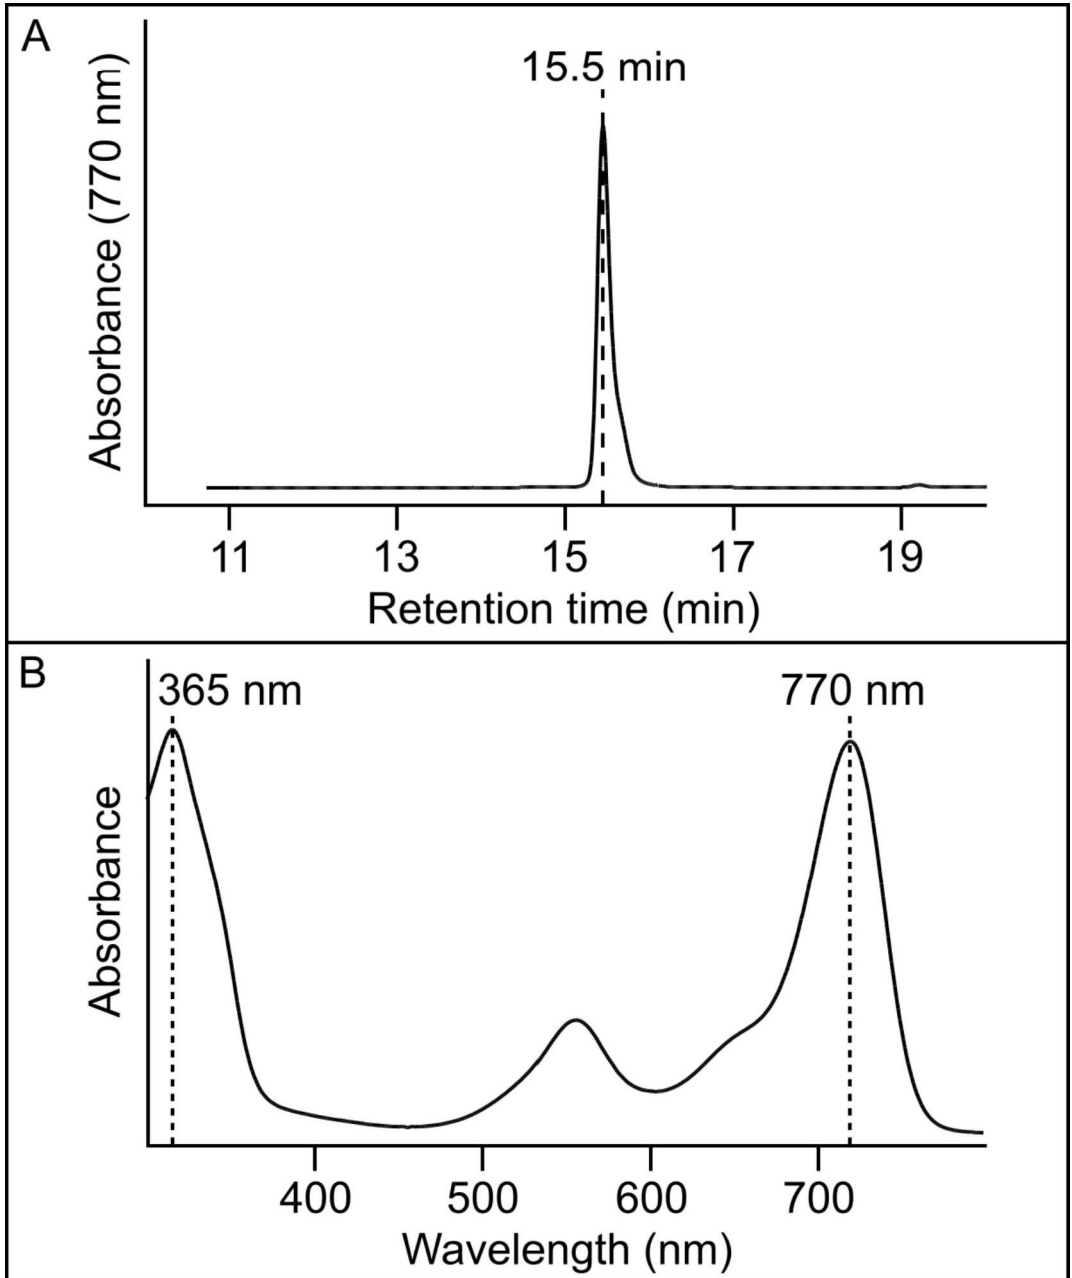 A
15.5 min
Absorbance (770 nm)
11 13 15 17 19
Retention time (min)
B
365 nm 770 nm
Absorbance
400 500 600 700
Wavelength (nm)